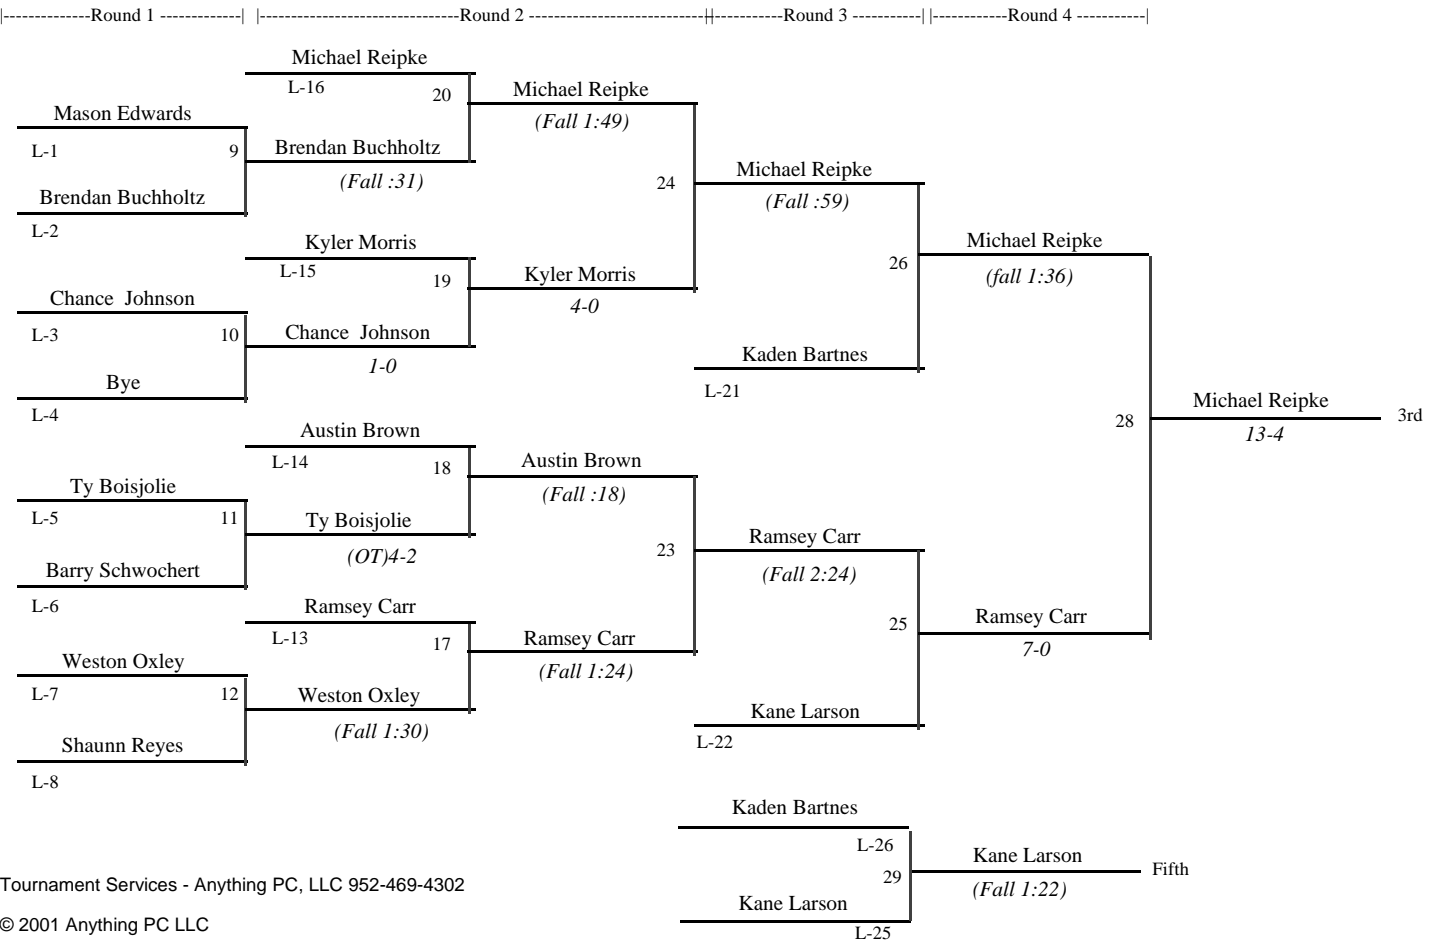 |-------------Round 1 ------------| |------------------------------Round 2 ---------------------------||-----------Round 3 ----------| |-----------Round 4 ----------|
Michael Reipke
L-16
20
Michael Reipke
(Fall 1:49)
Mason Edwards
L-1
9
Brendan Buchholtz
(Fall :31)
Brendan Buchholtz
L-2
24
Michael Reipke
(Fall :59)
Kyler Morris
L-15
19
Kyler Morris
4-0
26
Michael Reipke
(fall 1:36)
Chance Johnson
L-3
10
Chance Johnson
1-0
Bye
L-4
Kaden Bartnes
L-21
28
Michael Reipke
13-4
3rd
Austin Brown
L-14
18
Austin Brown
(Fall :18)
Ty Boisjolie
L-5
11
Ty Boisjolie
(OT)4-2
Barry Schwochert
L-6
23
Ramsey Carr
(Fall 2:24)
Ramsey Carr
L-13
17
Ramsey Carr
(Fall 1:24)
25
Ramsey Carr
7-0
Weston Oxley
L-7
12
Weston Oxley
(Fall 1:30)
Shaunn Reyes
L-8
Kane Larson
L-22
Kaden Bartnes
L-26
29
Kane Larson
(Fall 1:22)
Fifth
Kane Larson
L-25
Tournament Services - Anything PC, LLC 952-469-4302
© 2001 Anything PC LLC